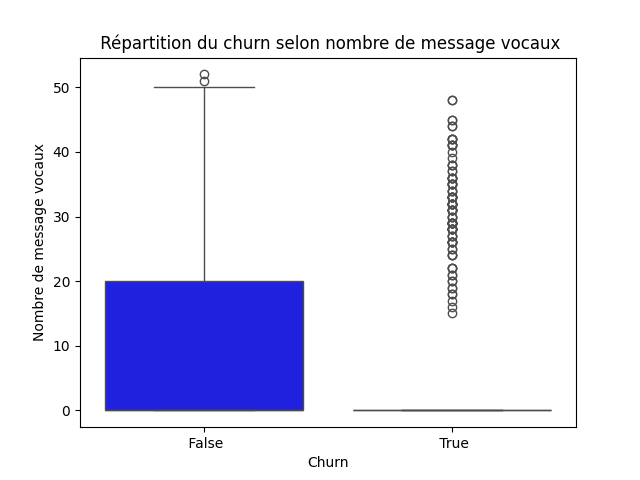 Répartition du churn selon nombre de message vocaux
Nombre de message vocaux
50
40
30
20
10
0
False
True
Churn